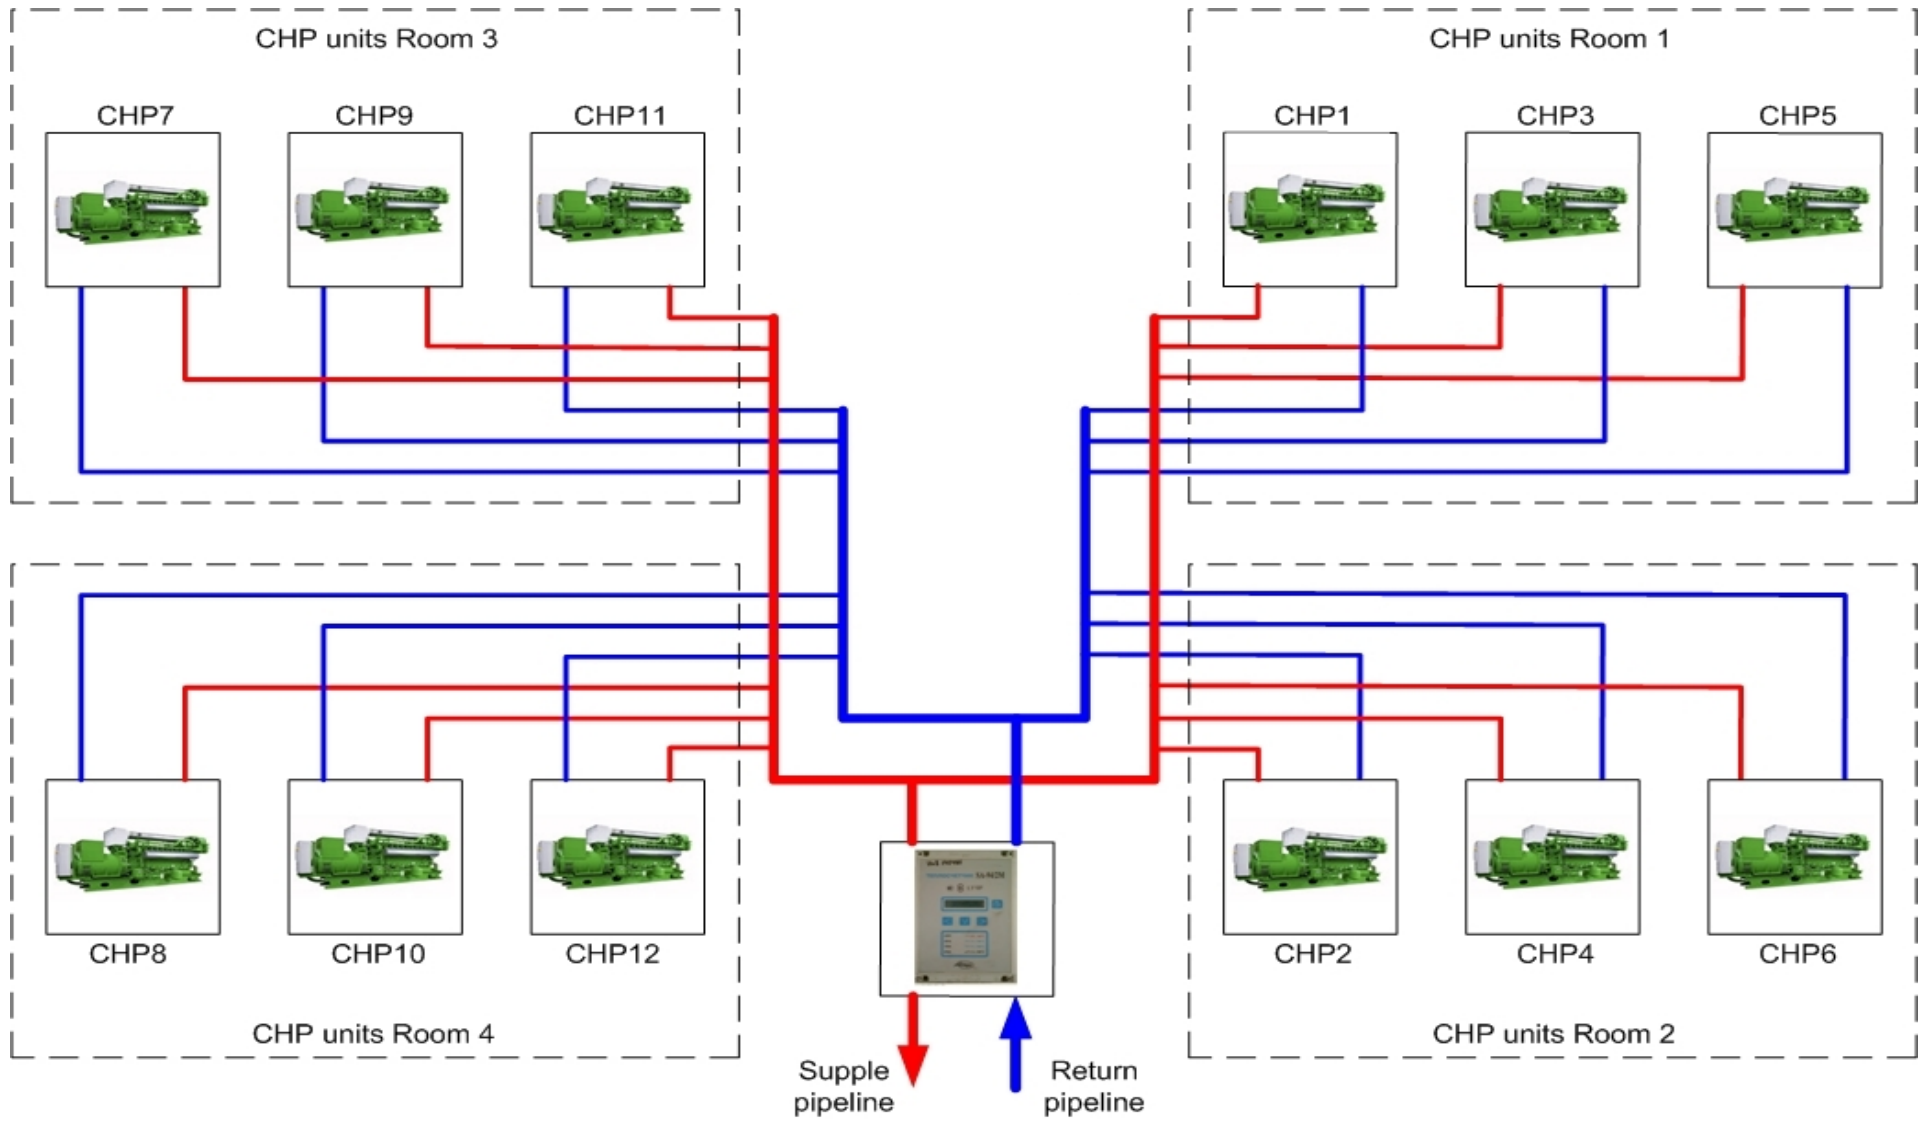 CHP units Room 3
CHP units Room 1
CHP7
CHP9
CHP11
CHP1
CHP3
CHP5
CHP8
CHP10
CHP12
CHP2
CHP4
CHP6
CHP units Room 4
CHP units Room 2
Supple
pipeline
Return
pipeline